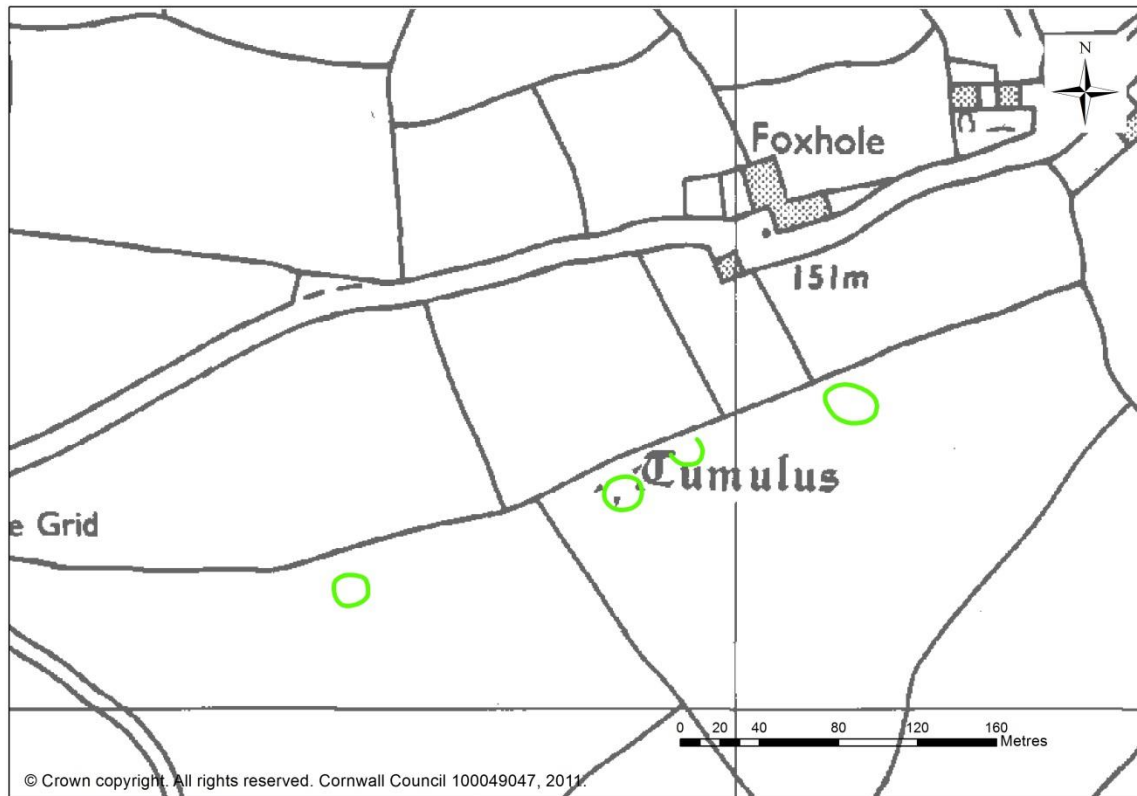 N
Foxhole
151m
Tumulus
e Grid
0 20 40 80 120 160
Metres
© Crown copyright. All rights reserved. Cornwall Council 100049047, 2011.